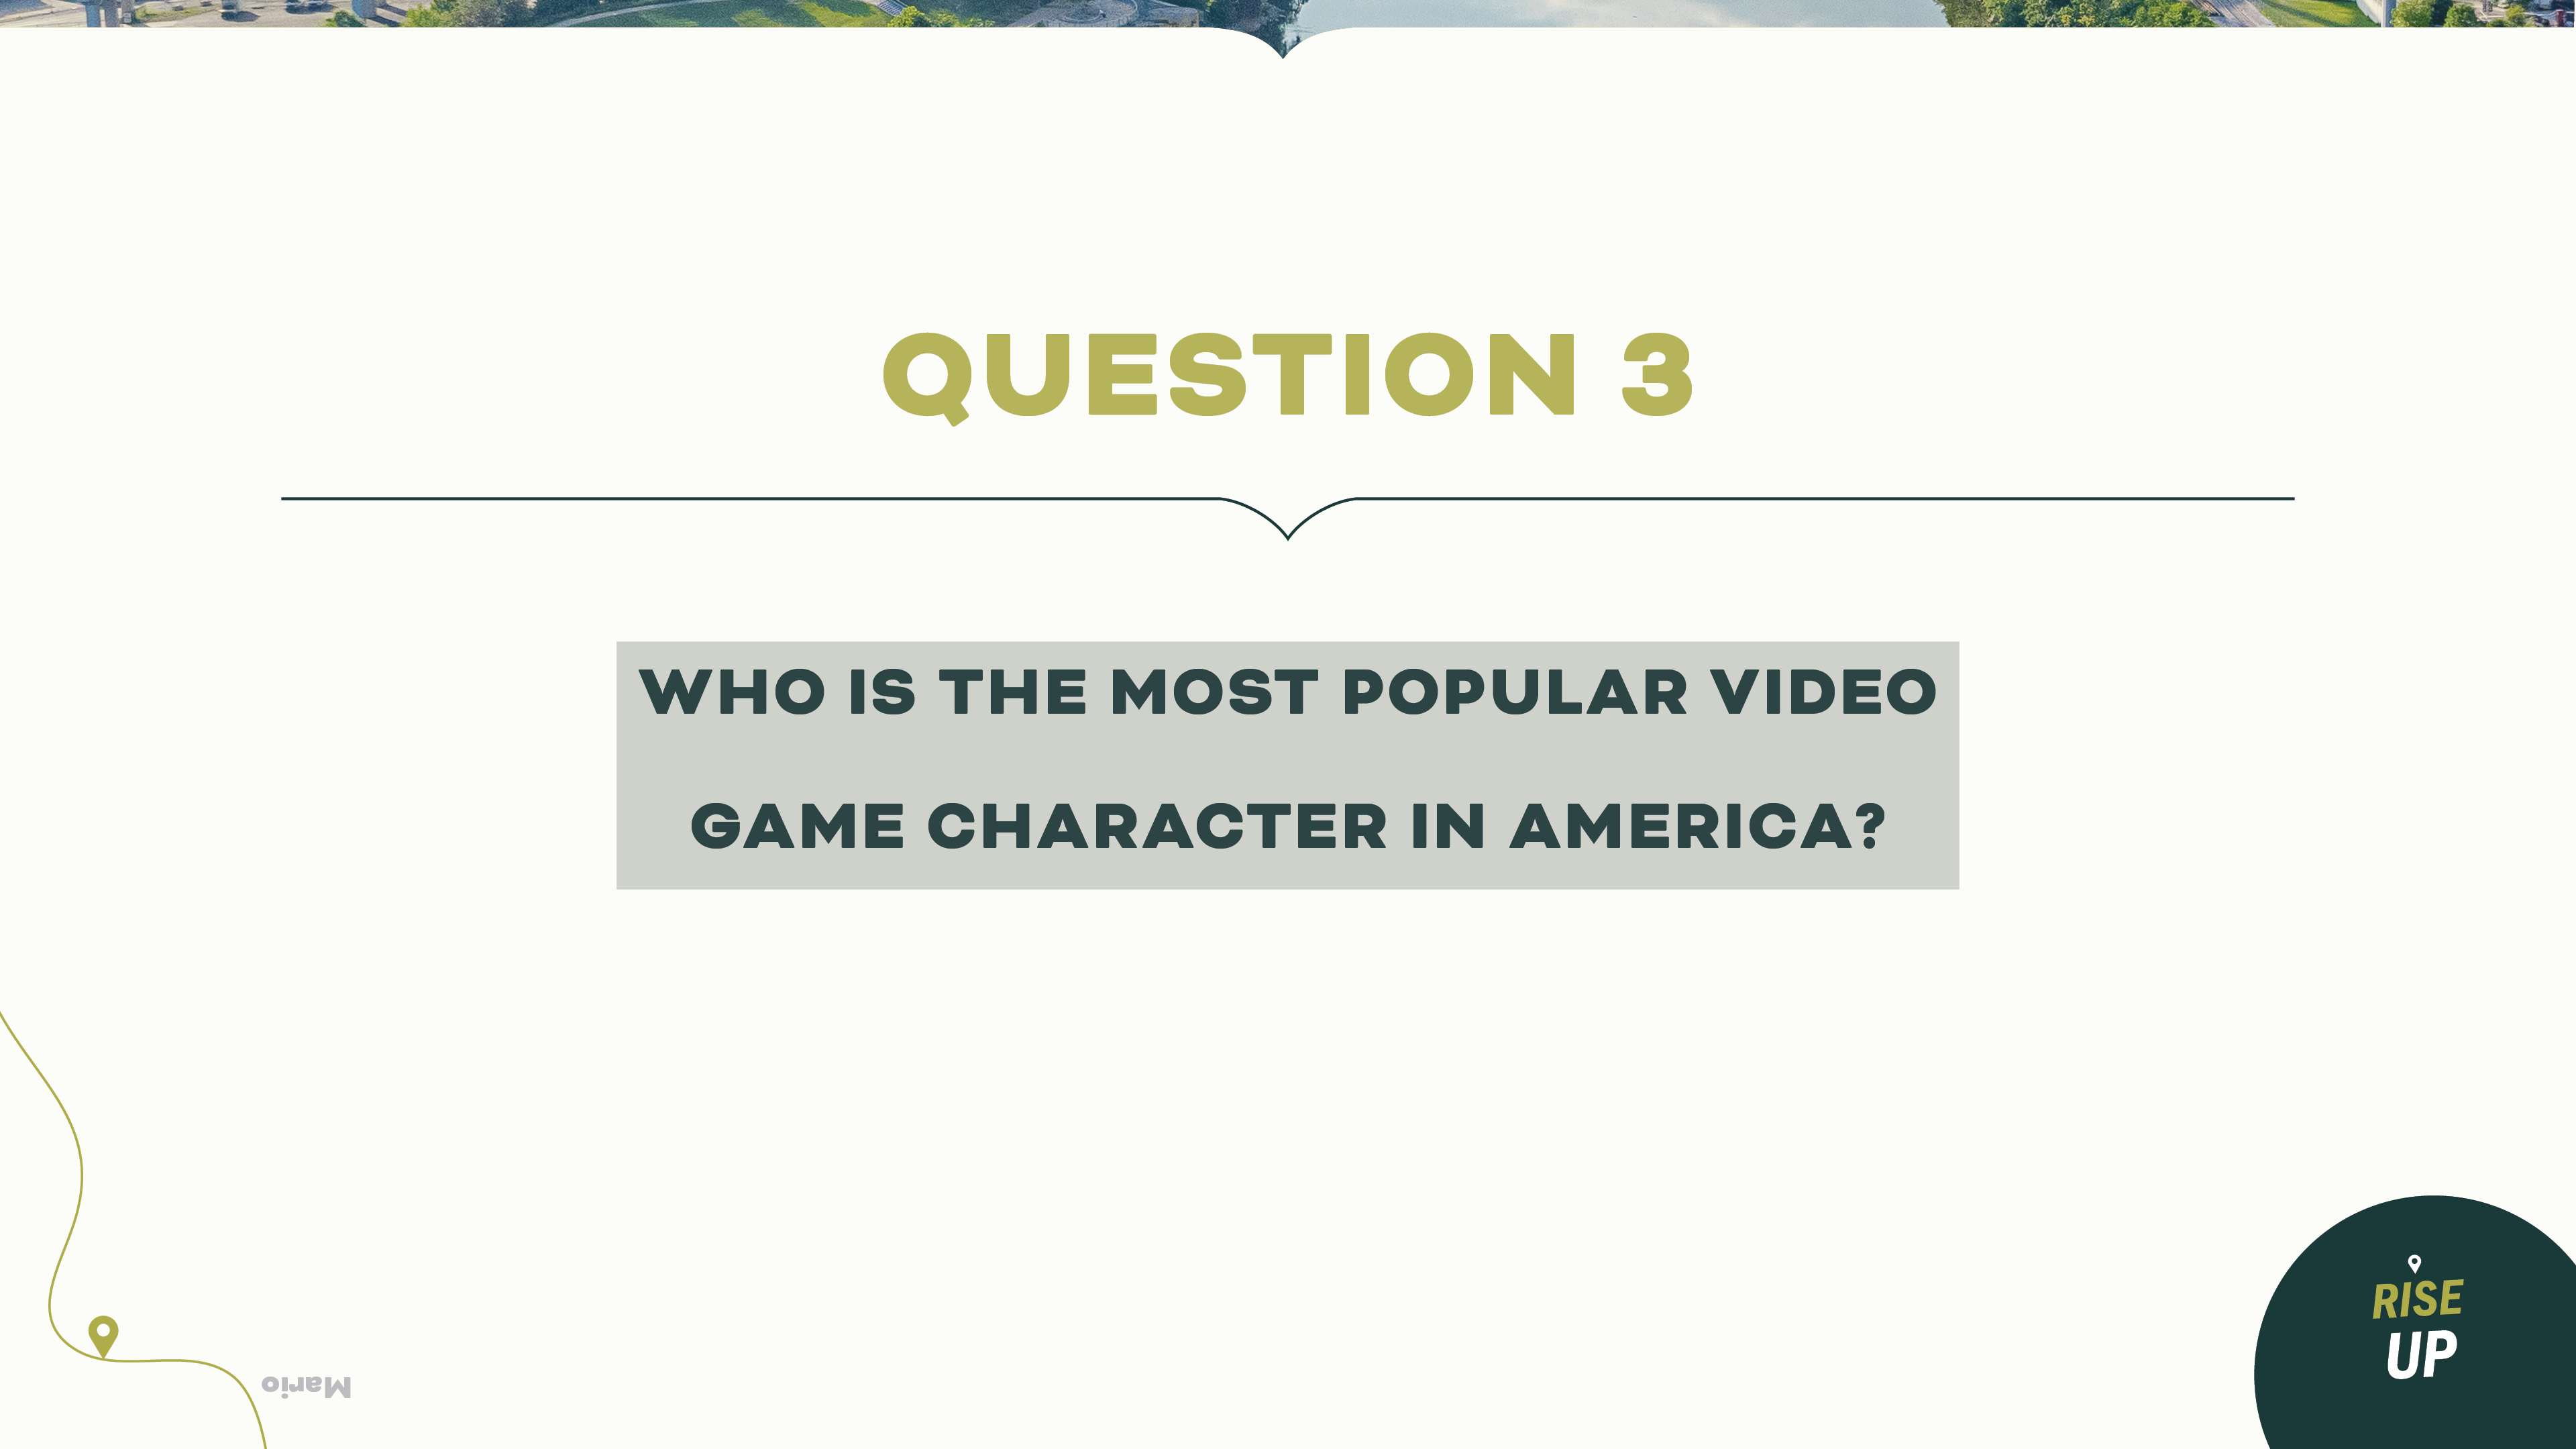 QUESTION 3
WHO IS THE MOST POPULAR VIDEO
GAME CHARACTER IN AMERICA?
Mario
RISE
UP